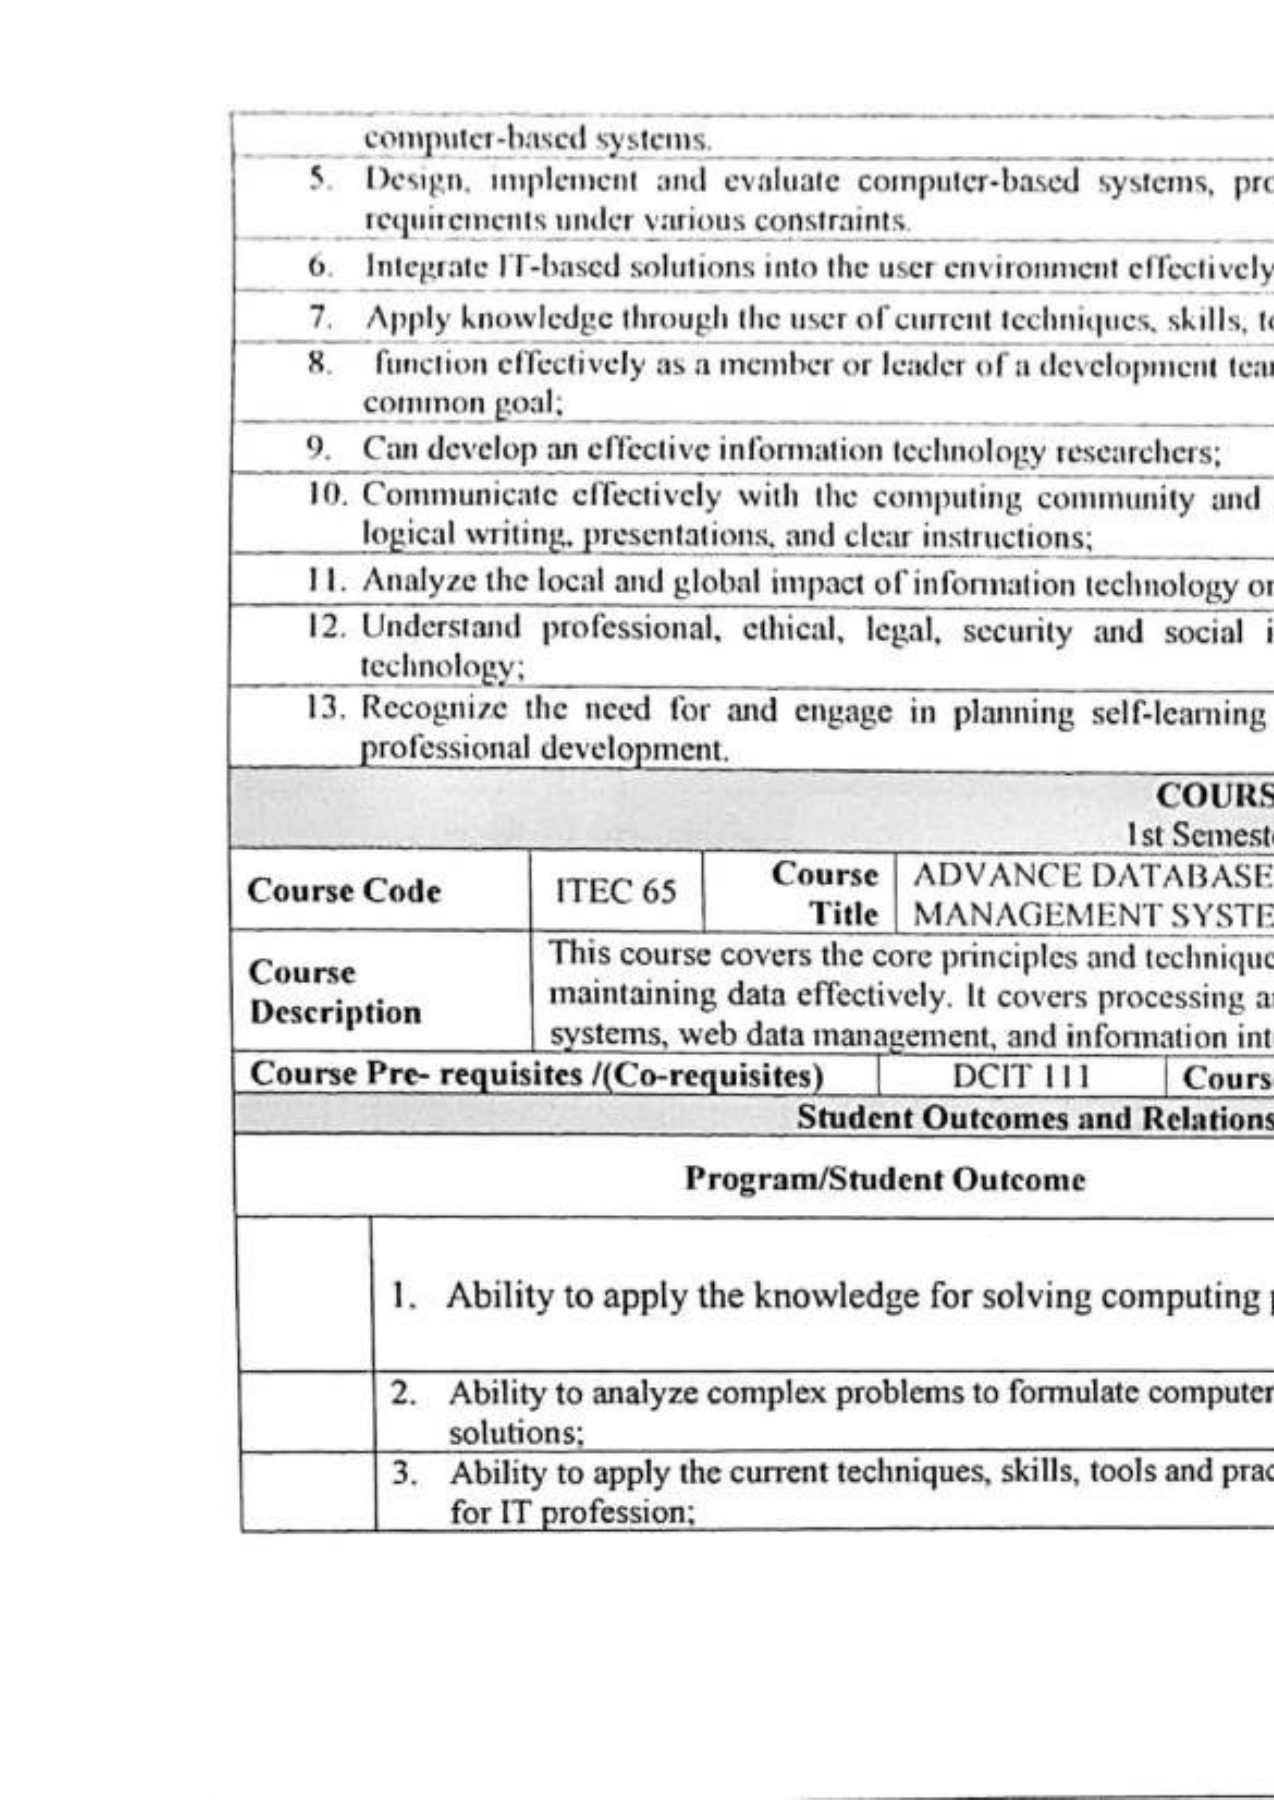 computer-based systems.
5. Design, implement and evaluate computer-based systems,
requirements under various constraints.
6. Integrate IT-based solutions into the user environment effectively
7. Apply knowledge through the user of current techniques, skills,
8. function effectively as a member or leader of a development
common goal;
9. Can develop an effective information technology researchers;
10. Communicate effectively with the computing community and
logical writing, presentations, and clear instructions;
11. Analyze the local and global impact of information technology
12. Understand professional, ethical, legal, security and social
technology;
13. Recognize the need for and engage in planning self-learning
professional development.
COURS
1st Semest
Course Code ITEC 65 Course Title ADVANCE DATABASE
MANAGEMENT SYSTE
Course Description This course covers the core principles and technique
maintaining data effectively. It covers processing
systems, web data management, and information
Course Pre- requisites /(Co-requisites) DCIT 111 Cours
Student Outcomes and Relations
Program/Student Outcome
1. Ability to apply the knowledge for solving computing
2. Ability to analyze complex problems to formulate computer
solutions;
3. Ability to apply the current techniques, skills, tools and
for IT profession;